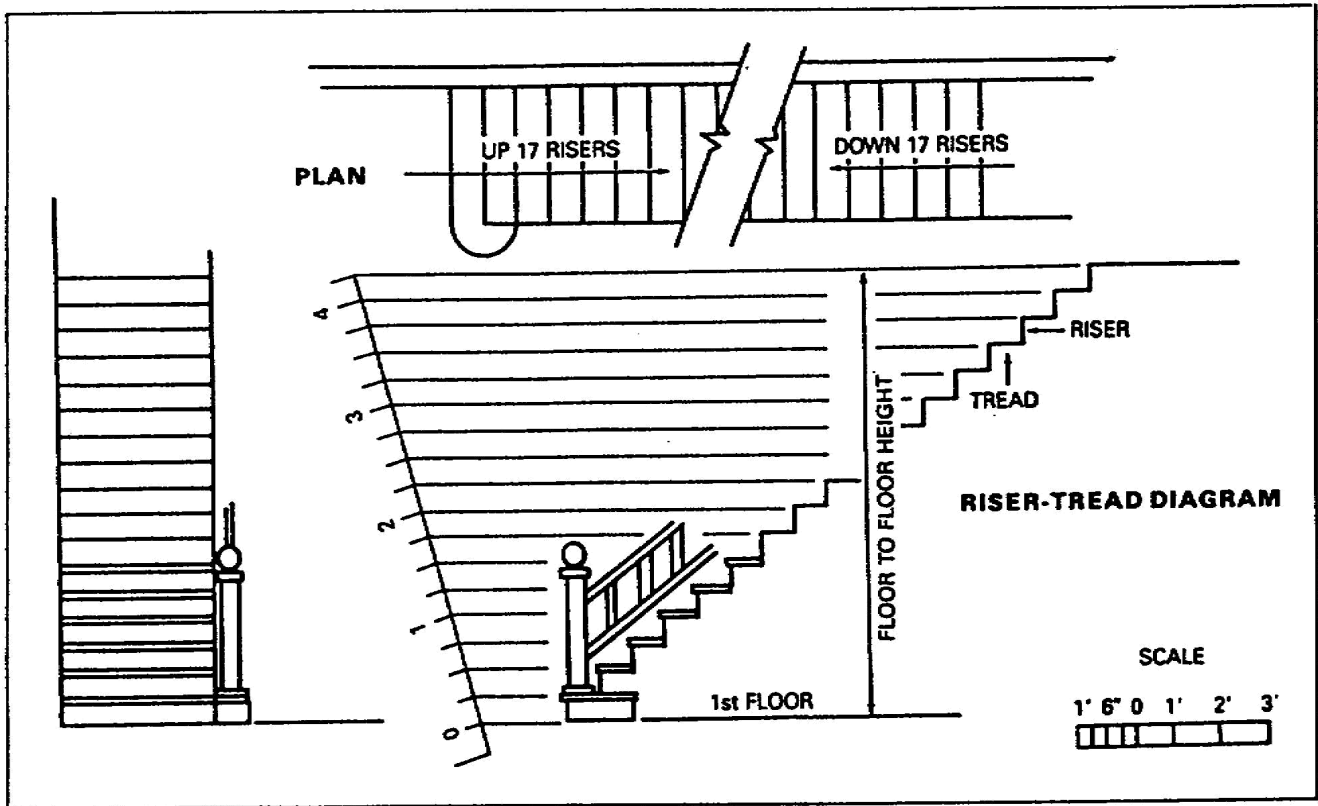 UP 17 RISERS
DOWN 17 RISERS
PLAN
4
3
2
1
0
RISER
TREAD
FLOOR TO FLOOR HEIGHT
RISER-TREAD DIAGRAM
1st FLOOR
SCALE
1' 6" 0 1' 2' 3'